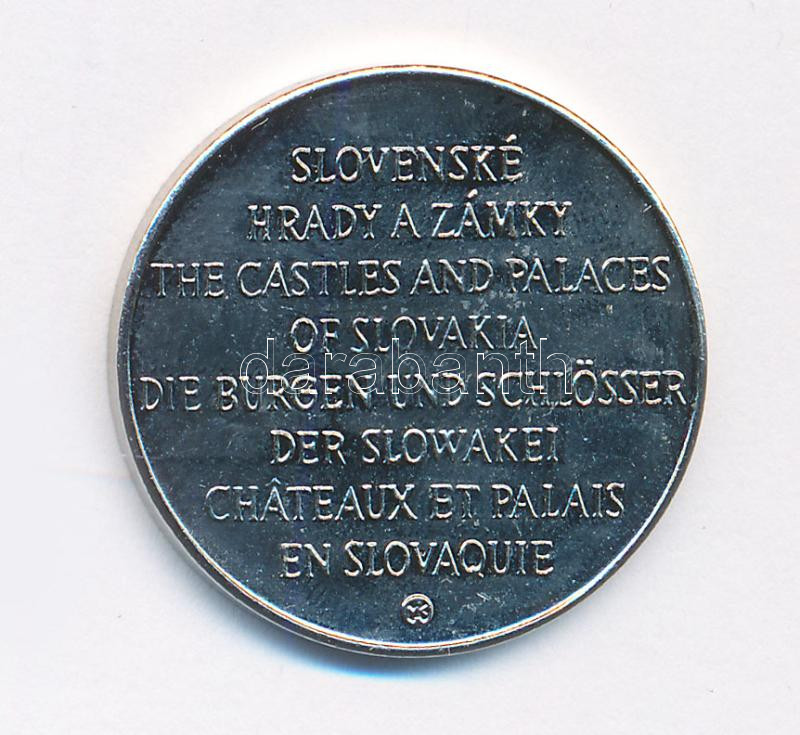 SLOVENSKÉ
HRADY A ZÁMKY
THE CASTLES AND PALACES
OF SLOVAKIA
darabanth
DIE BURGEN UND SCHLÖSSER
DER SLOWAKEI
CHÂTEAUX ET PALAIS
EN SLOVAQUIE